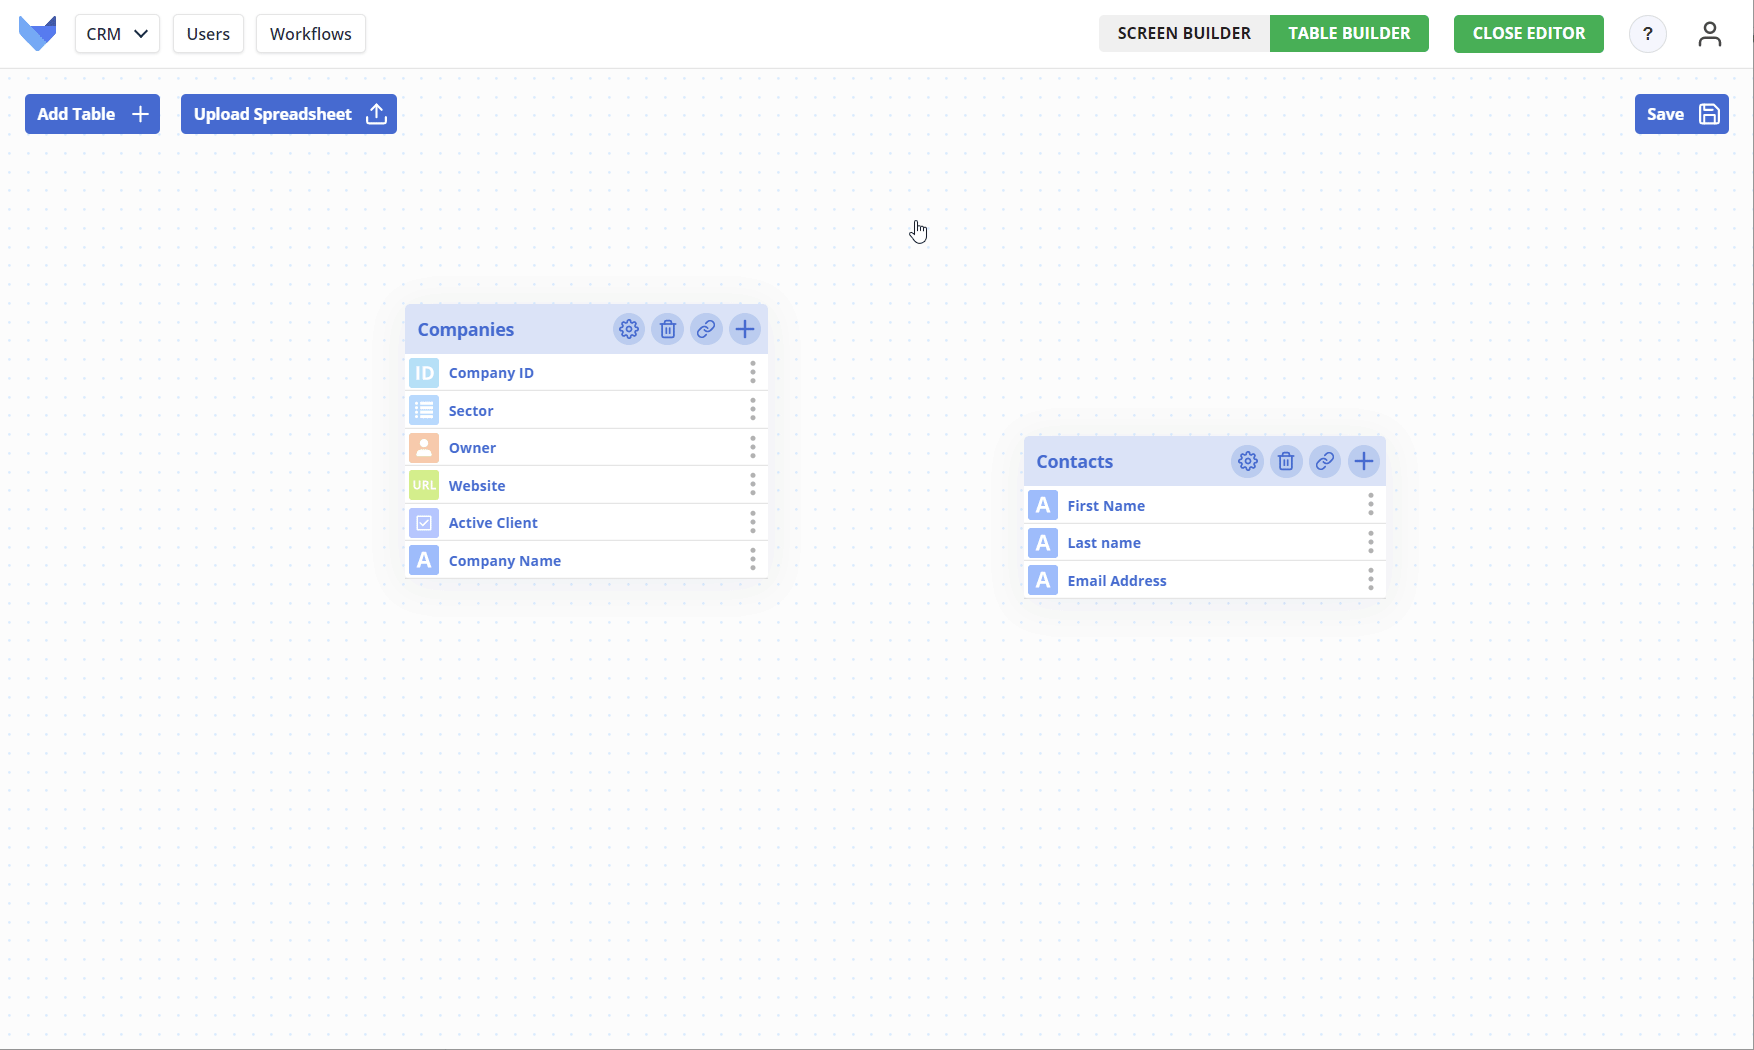 CRM Users Workflows SCREEN BUILDER TABLE BUILDER CLOSE EDITOR ?
Add Table Upload Spreadsheet Save
Companies
ID Company ID
Sector
Owner
URL Website
Active Client
A Company Name
Contacts
A First Name
A Last name
A Email Address